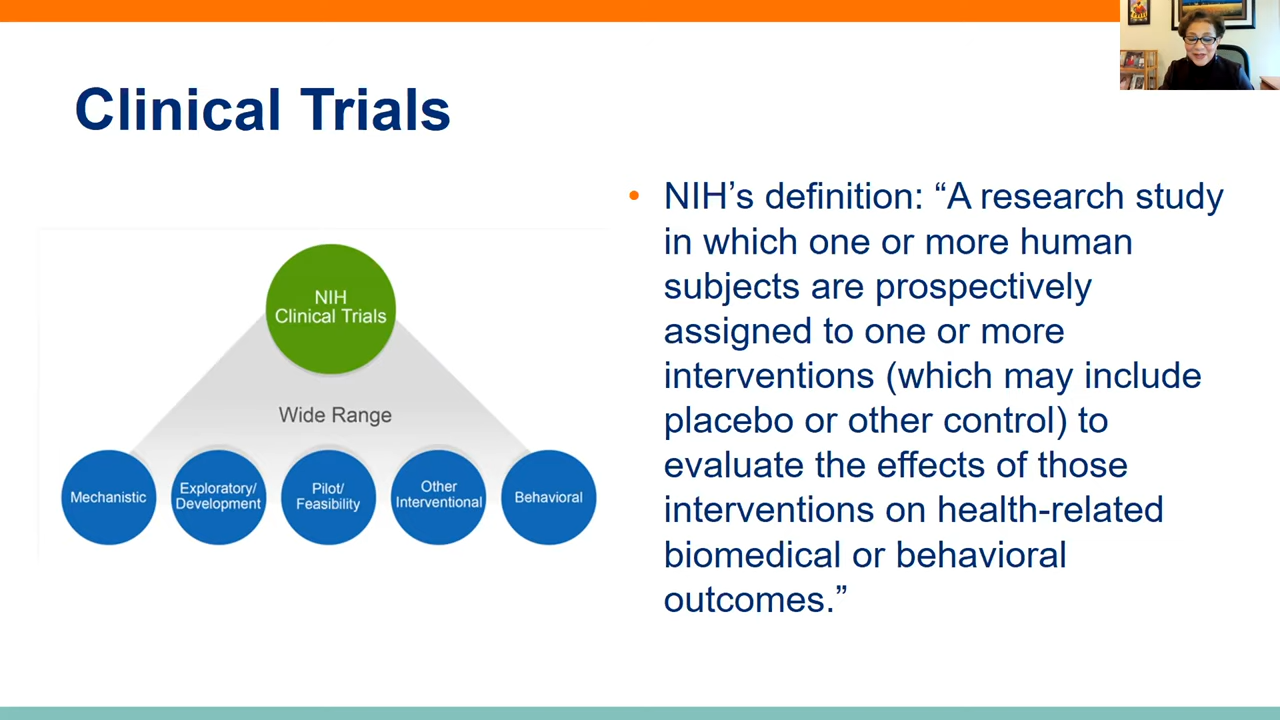 Clinical Trials
NIH
Clinical Trials
Wide Range
Mechanistic
Exploratory/
Development
Pilot/
Feasibility
Other
Interventional
Behavioral
• NIH’s definition: “A research study
in which one or more human
subjects are prospectively
assigned to one or more
interventions (which may include
placebo or other control) to
evaluate the effects of those
interventions on health-related
biomedical or behavioral
outcomes.”